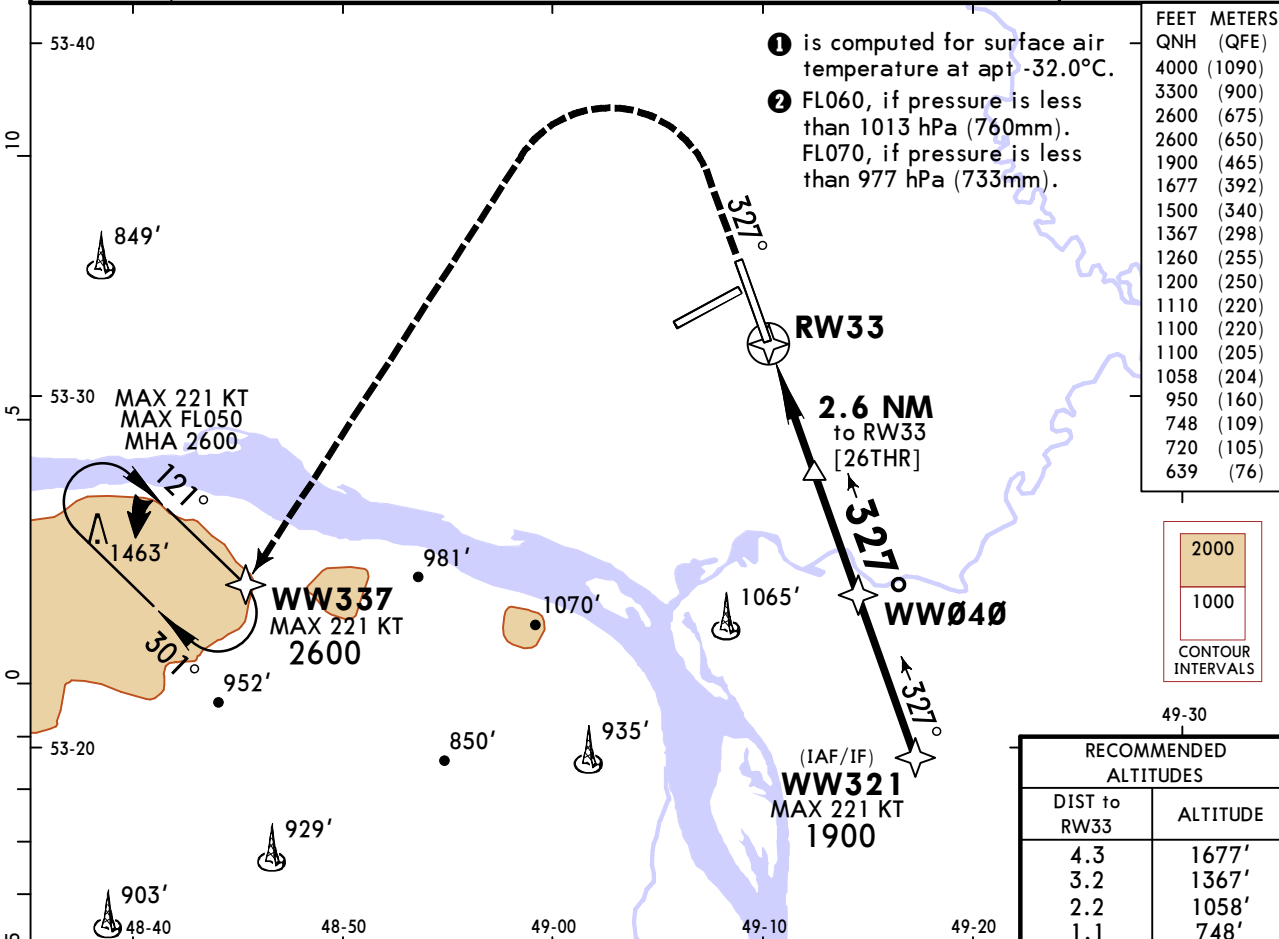 53-40
10
53-30
5
0
53-20
5
❶ is computed for surface air
temperature at apt -32.0°C.
❷ FL060, if pressure is less
than 1013 hPa (760mm).
FL070, if pressure is less
than 977 hPa (733mm).
FEET METERS
QNH (QFE)
4000 (1090)
3300 (900)
2600 (675)
2600 (650)
1900 (465)
1677 (392)
1500 (340)
1367 (298)
1260 (255)
1200 (250)
1110 (220)
1100 (220)
1100 (205)
1058 (204)
950 (160)
748 (109)
720 (105)
639 (76)
849'
327°
RW33
MAX 221 KT
MAX FL050
MHA 2600
2.6 NM
to RW33
[26THR]
121°
1463'
327°
981'
WW337
MAX 221 KT
2600
1070'
1065'
WWØ4Ø
301°
952'
327°
2000
1000
CONTOUR
INTERVALS
850'
935'
49-30
(IAF/IF)
WW321
MAX 221 KT
1900
929'
903'
48-40
48-50
49-00
49-10
49-20
RECOMMENDED
ALTITUDES
DIST to
RW33
ALTITUDE
4.3 1677'
3.2 1367'
2.2 1058'
1.1 748'